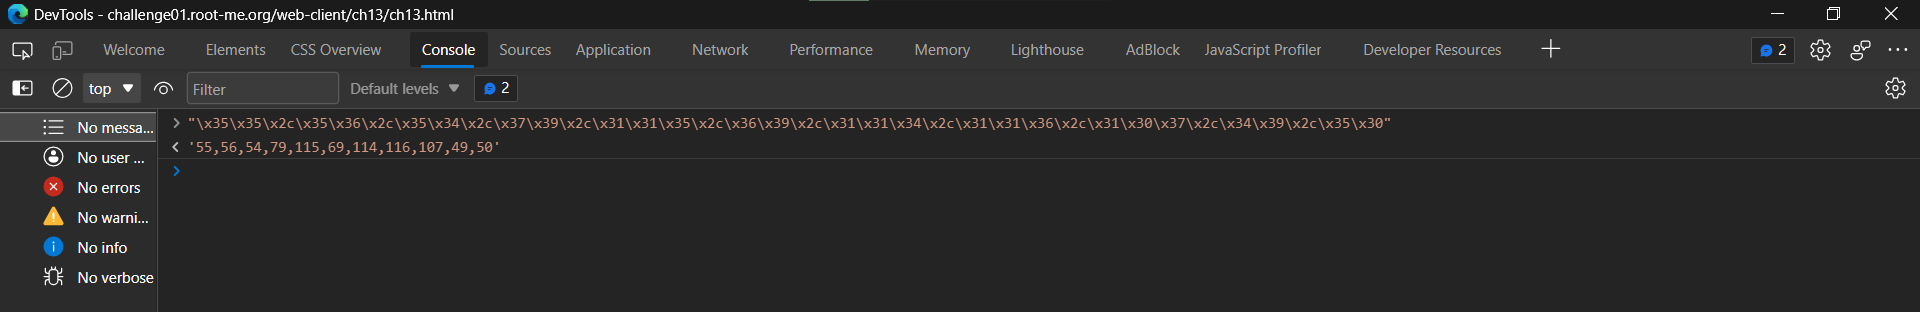 DevTools - challenge01.root-me.org/web-client/ch13/ch13.html
Welcome Elements CSS Overview Console Sources Application Network Performance Memory Lighthouse AdBlock JavaScript Profiler Developer Resources 2
top Filter Default levels 2
No messa...
No user ...
No errors
No warni...
No info
No verbose
> "\x35\x35\x2c\x35\x36\x2c\x35\x34\x2c\x37\x39\x2c\x31\x31\x35\x2c\x36\x39\x2c\x31\x31\x34\x2c\x31\x31\x36\x2c\x31\x30\x37\x2c\x34\x39\x2c\x35\x30"
< '55,56,54,79,115,69,114,116,107,49,50'
>